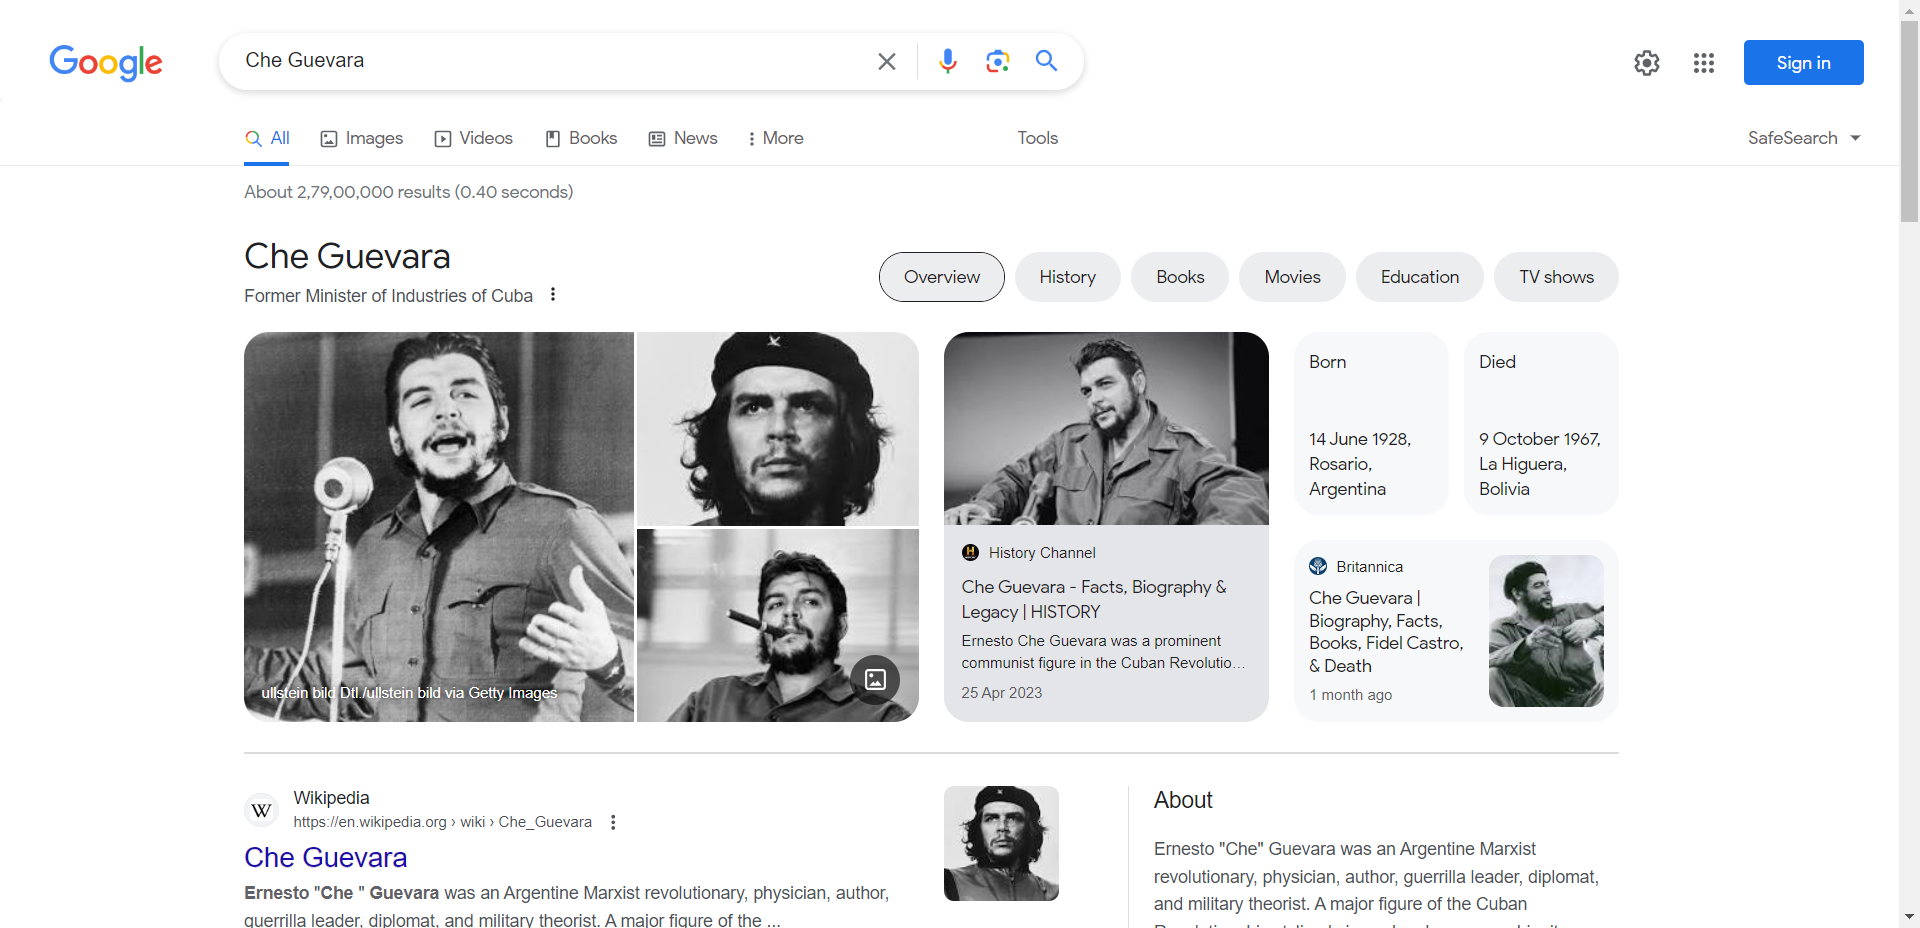 Google
Che Guevara
Sign in
All
Images
Videos
Books
News
More
Tools
SafeSearch
About 2,79,00,000 results (0.40 seconds)
Che Guevara
Former Minister of Industries of Cuba
Overview
History
Books
Movies
Education
TV shows
ullstein bild Dtl./ullstein bild via Getty Images
H
History Channel
Che Guevara - Facts, Biography &
Legacy | HISTORY
Ernesto Che Guevara was a prominent
communist figure in the Cuban Revolutio...
25 Apr 2023
Born
14 June 1928,
Rosario,
Argentina
Died
9 October 1967,
La Higuera,
Bolivia
Britannica
Che Guevara |
Biography, Facts,
Books, Fidel Castro,
& Death
1 month ago
W
Wikipedia
https://en.wikipedia.org › wiki › Che_Guevara
Che Guevara
Ernesto "Che " Guevara was an Argentine Marxist revolutionary, physician, author,
guerrilla leader, diplomat, and military theorist. A major figure of the ...
About
Ernesto "Che" Guevara was an Argentine Marxist
revolutionary, physician, author, guerrilla leader, diplomat,
and military theorist. A major figure of the Cuban